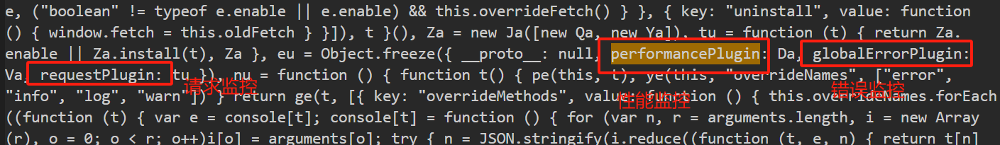 e, ("boolean" != typeof e.enable || e.enable) && this.overrideFetch() } }, { key: "uninstall", value: function
() { window.fetch = this.oldFetch } }]), t }(), Za = new Ja([new Qa, new Ya]), tu = function (t) { return Za.
enable || Za.install(t), Za }, eu = Object.freeze({ __proto__: null, performancePlugin: Da, globalErrorPlugin:
Va, requestPlugin: tu }), nu = function () { function t() { pe(this, t), ye(this, "overrideNames", ["error",
请求监控
性能监控
错误监控
"info", "log", "warn"]) } return ge(t, [{ key: "overrideMethods", value: function () { this.overrideNames.forEach
((function (t) { var e = console[t]; console[t] = function () { for (var n, r = arguments.length, i = new Array
(r), o = 0; o < r; o++)i[o] = arguments[o]; try { n = JSON.stringify(i.reduce((function (t, e, n) { return t[n]